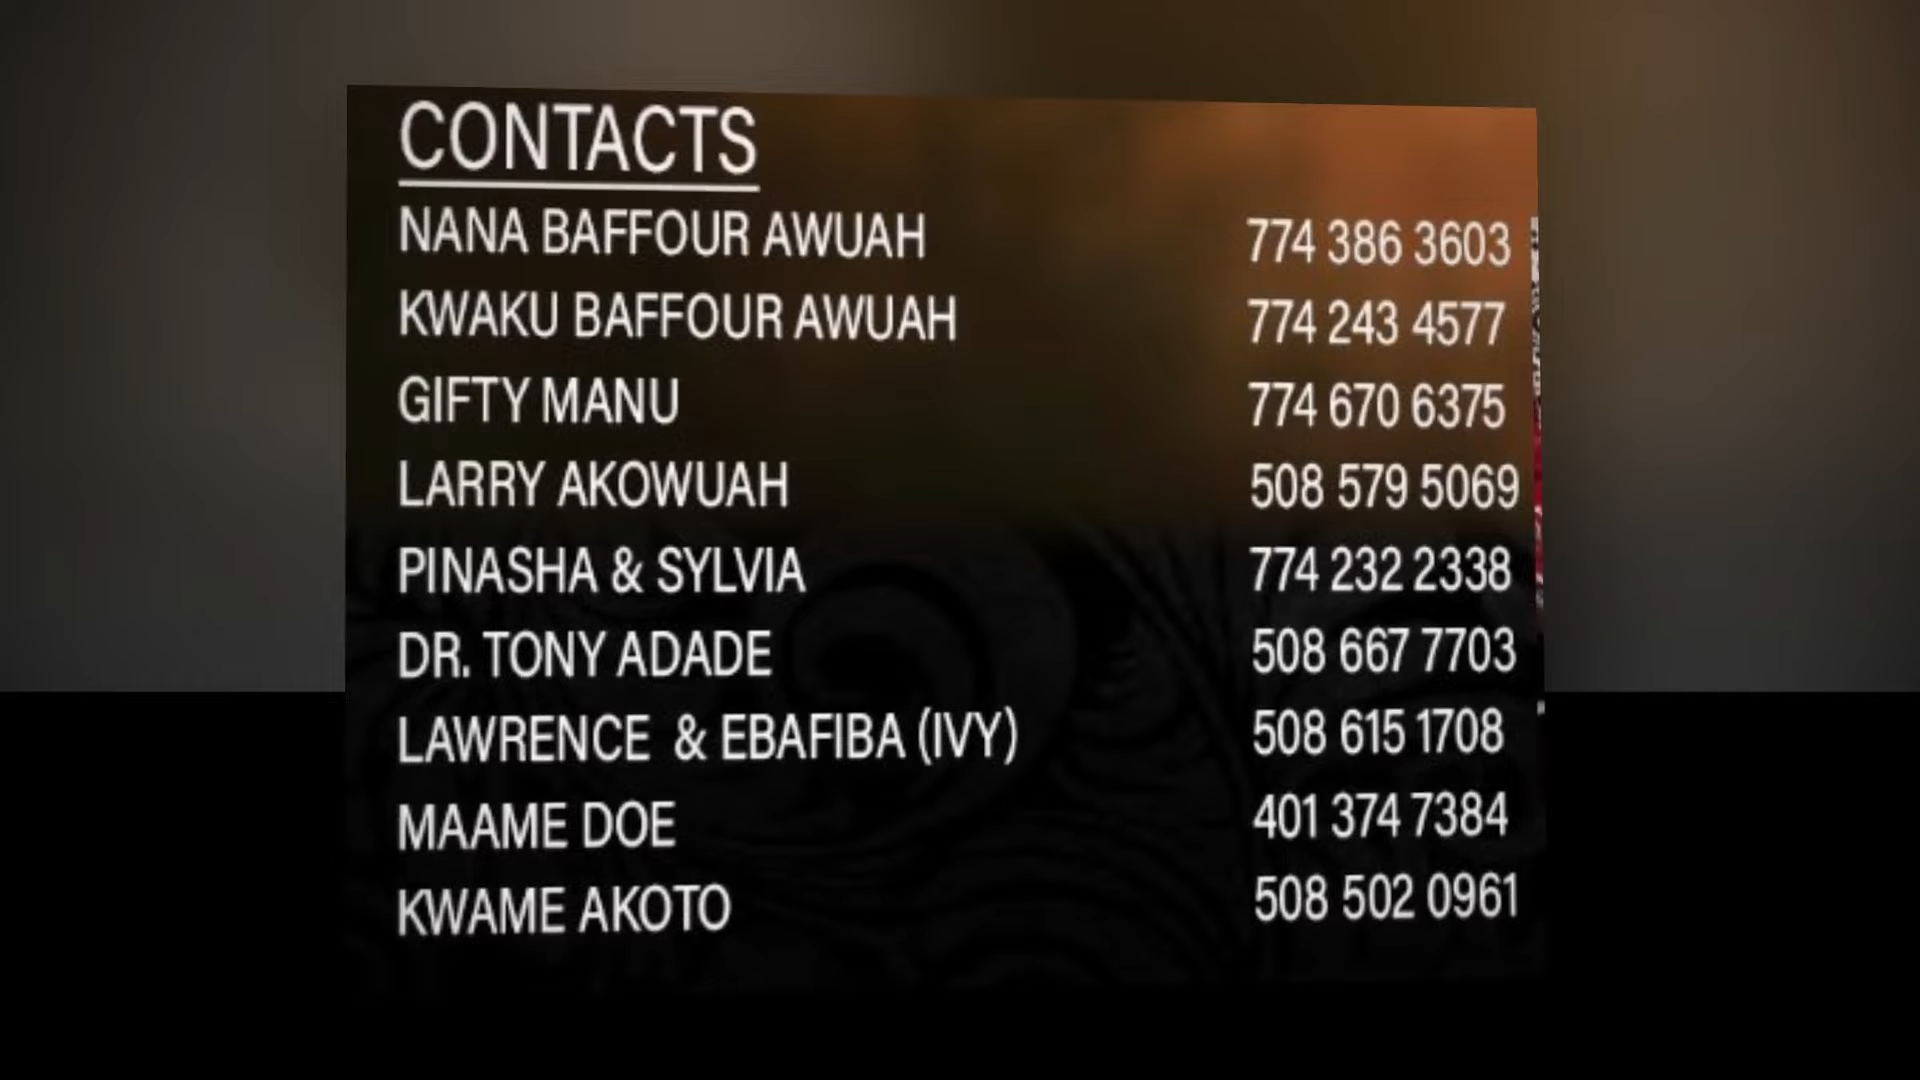 CONTACTS
NANA BAFFOUR AWUAH 774 386 3603
KWAKU BAFFOUR AWUAH 774 243 4577
GIFTY MANU 774 670 6375
LARRY AKOWUAH 508 579 5069
PINASHA & SYLVIA 774 232 2338
DR. TONY ADADE 508 667 7703
LAWRENCE & EBAFIBA (IVY) 508 615 1708
MAAME DOE 401 374 7384
KWAME AKOTO 508 502 0961